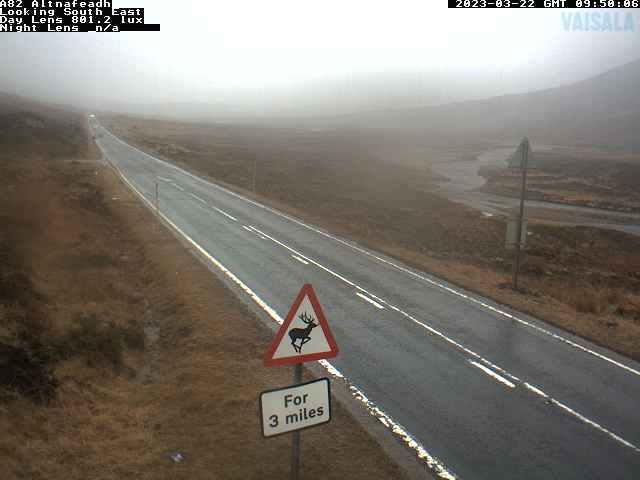 A82 Altnafeadh
Looking South East
Day Lens 801.2 lux
Night Lens n/a
2023-03-22 GMT 09:50:06
VAISALA
For
3 miles